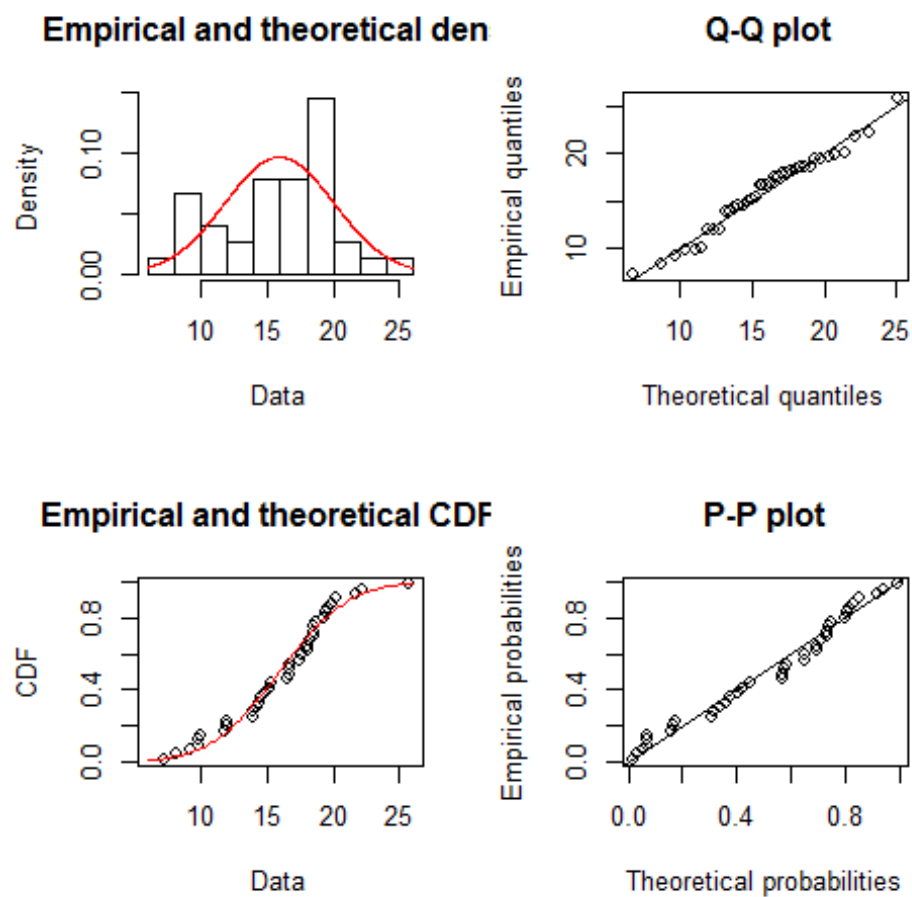 Empirical and theoretical den
Density
0.00
0.10
10
15
20
25
Data
Q-Q plot
Empirical quantiles
10
20
10
15
20
25
Theoretical quantiles
Empirical and theoretical CDF
CDF
0.0
0.4
0.8
10
15
20
25
Data
P-P plot
Empirical probabilities
0.0
0.4
0.8
0.0
0.4
0.8
Theoretical probabilities